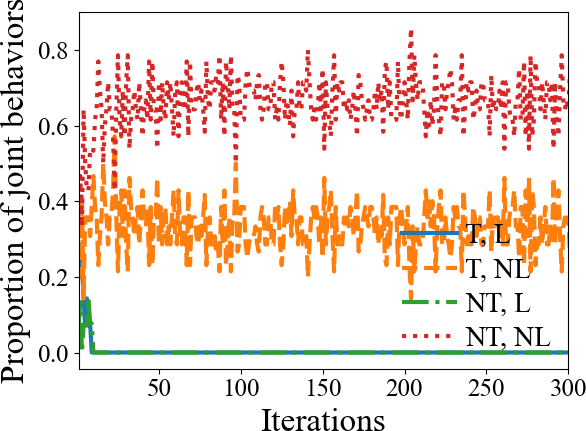 Proportion of joint behaviors
0.8
0.6
0.4
0.2
0.0
T, L
T, NL
NT, L
NT, NL
50
100
150
200
250
300
Iterations